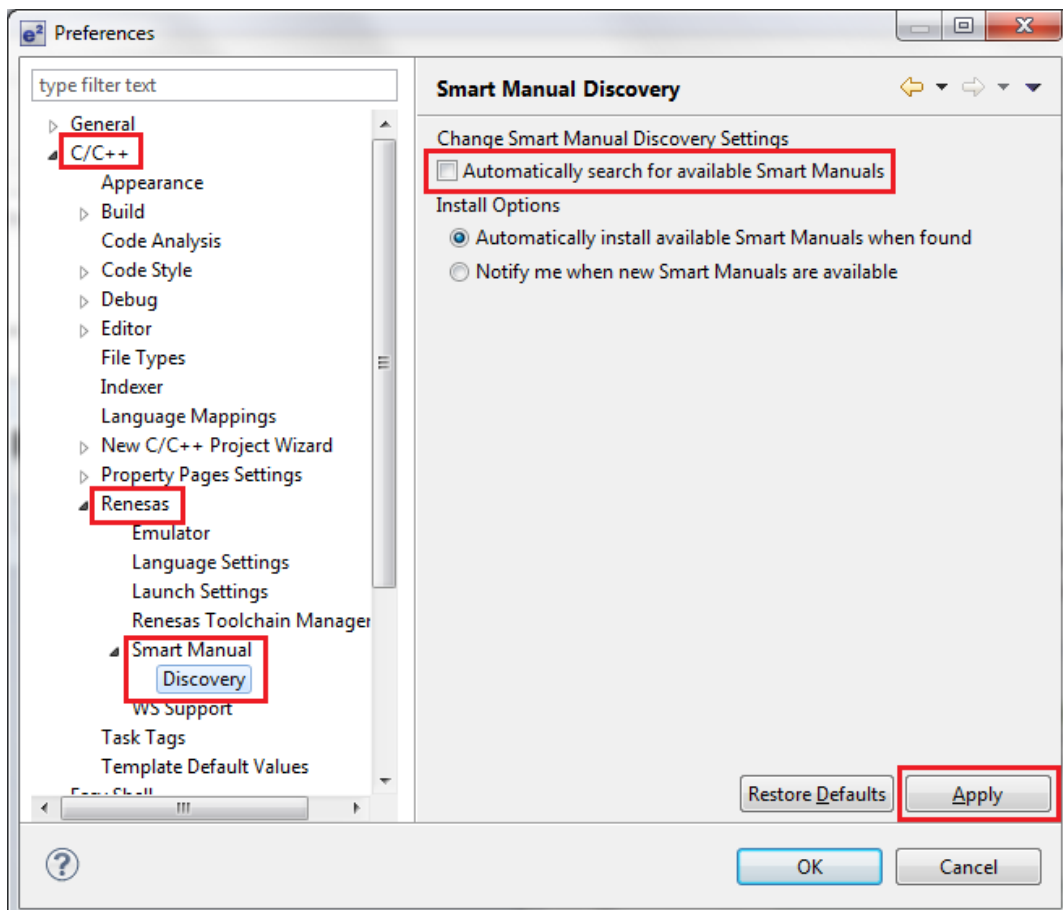 e² Preferences
type filter text
General
C/C++
Appearance
Build
Code Analysis
Code Style
Debug
Editor
File Types
Indexer
Language Mappings
New C/C++ Project Wizard
Property Pages Settings
Renesas
Emulator
Language Settings
Launch Settings
Renesas Toolchain Manager
Smart Manual
Discovery
WS Support
Task Tags
Template Default Values
Smart Manual Discovery
Change Smart Manual Discovery Settings
Automatically search for available Smart Manuals
Install Options
Automatically install available Smart Manuals when found
Notify me when new Smart Manuals are available
Restore Defaults
Apply
OK
Cancel